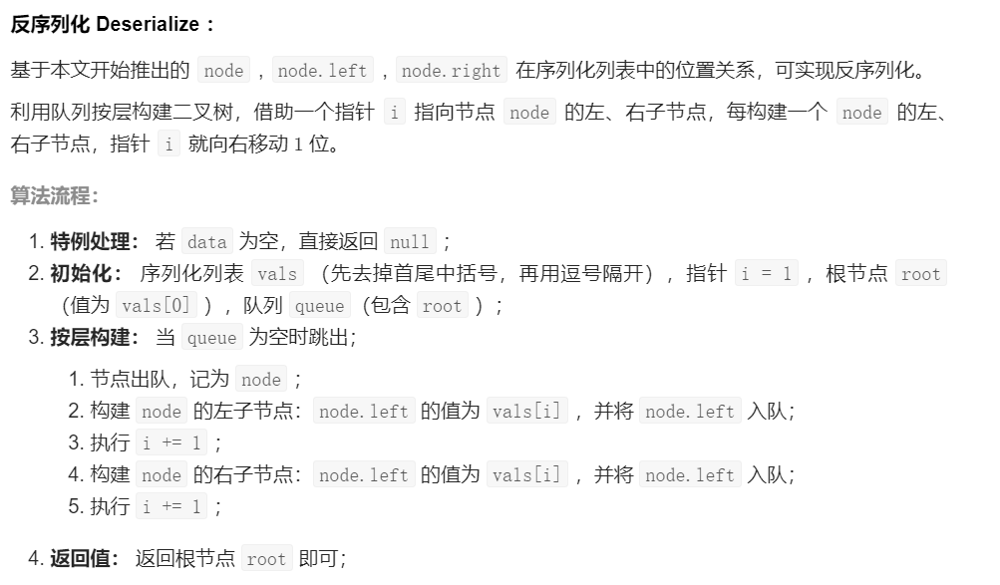 反序列化 Deserialize ：
基于本文开始推出的 node , node.left , node.right 在序列化列表中的位置关系，可实现反序列化。
利用队列按层构建二叉树，借助一个指针 i 指向节点 node 的左、右子节点，每构建一个 node 的左、
右子节点，指针 i 就向右移动 1 位。
算法流程：
1. 特例处理： 若 data 为空，直接返回 null ；
2. 初始化： 序列化列表 vals （先去掉首尾中括号，再用逗号隔开），指针 i = 1 ，根节点 root
（值为 vals[0] ），队列 queue（包含 root ）；
3. 按层构建： 当 queue 为空时跳出；
1. 节点出队，记为 node ；
2. 构建 node 的左子节点：node.left 的值为 vals[i] ，并将 node.left 入队；
3. 执行 i += 1 ；
4. 构建 node 的右子节点：node.left 的值为 vals[i] ，并将 node.left 入队；
5. 执行 i += 1 ；
4. 返回值： 返回根节点 root 即可；